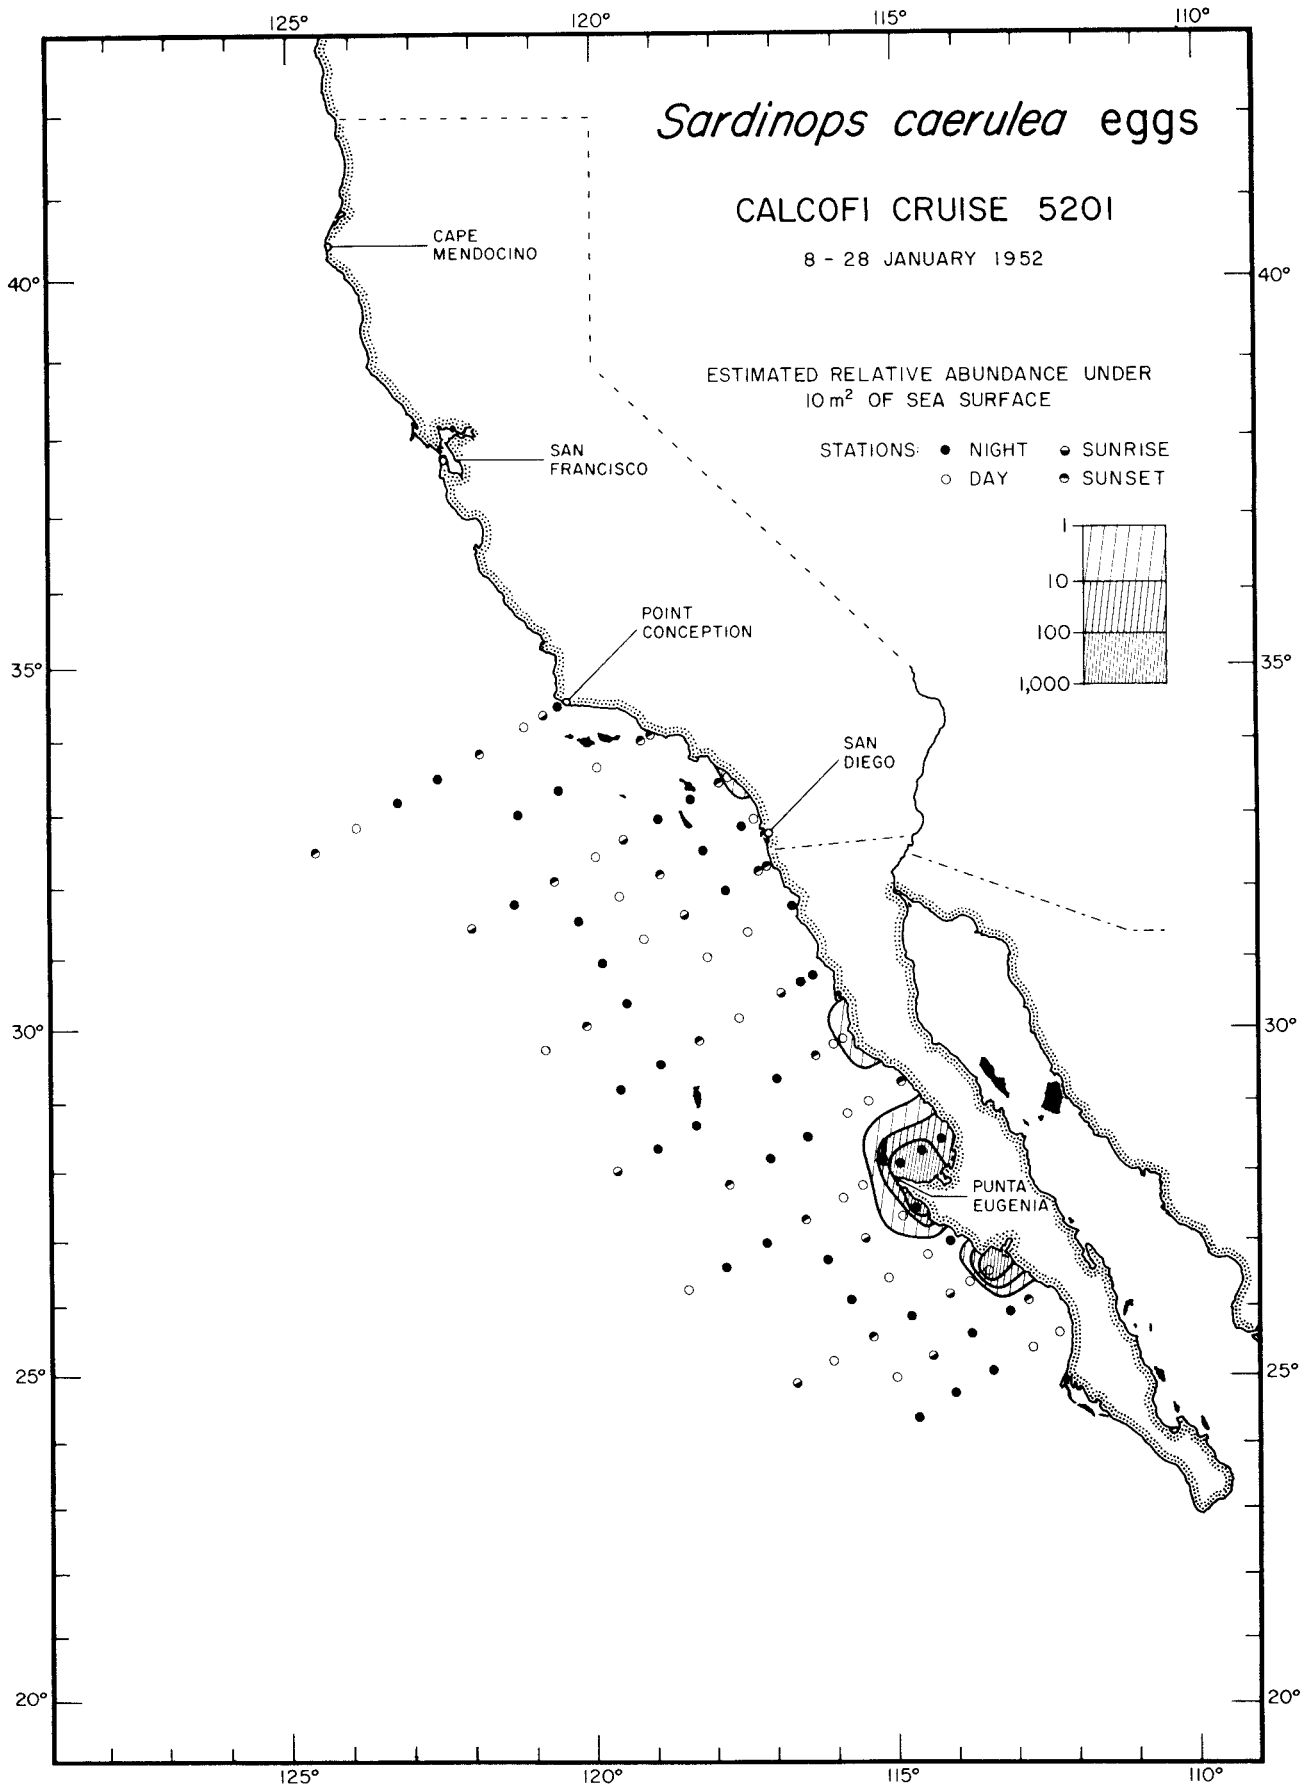 125° 120° 115° 110°
Sardinops caerulea eggs
CALCOFI CRUISE 5201
8 - 28 JANUARY 1952
CAPE
MENDOCINO
40° 40°
ESTIMATED RELATIVE ABUNDANCE UNDER
10 m² OF SEA SURFACE
STATIONS: ● NIGHT ◒ SUNRISE
○ DAY ◓ SUNSET
SAN
FRANCISCO
1
10
100
1,000
POINT
CONCEPTION
35° 35°
SAN
DIEGO
30° 30°
PUNTA
EUGENIA
25° 25°
20° 20°
125° 120° 115° 110°